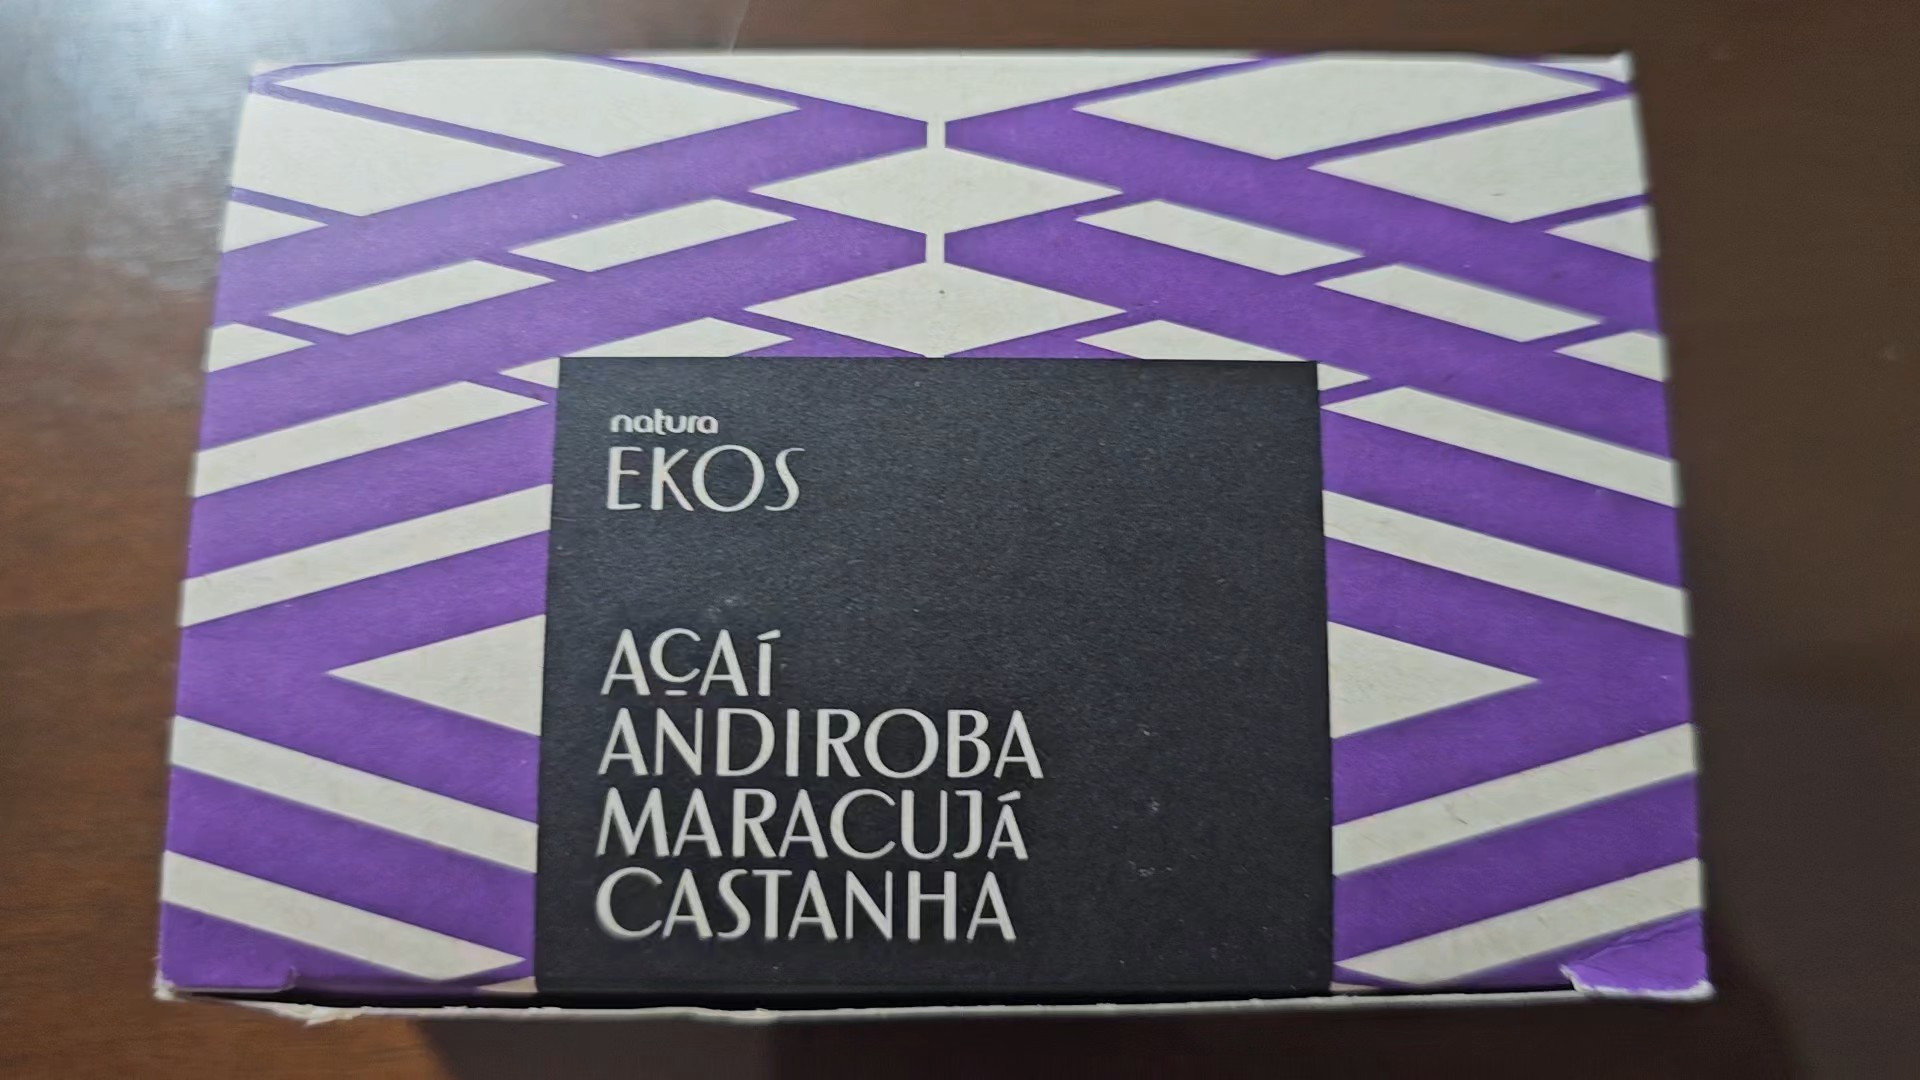 natura
EKOS
AÇAÍ
ANDIROBA
MARACUJÁ
CASTANHA